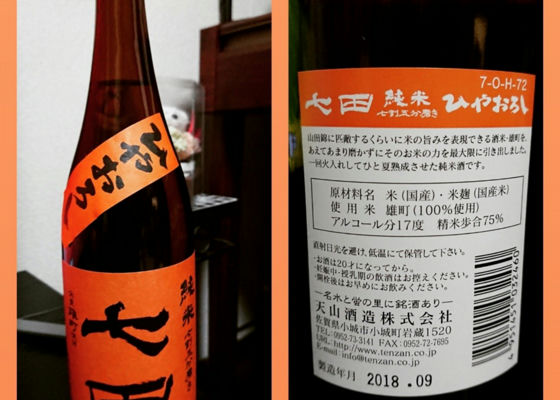 ひやおろし
純米
七割五分磨き
七田
雄町
7-O-H-72
七田 純米 ひやおろし
七割五分磨き
山田錦に匹敵するくらいに米の旨みを表現できる酒米・雄町を、
あえてあまり磨かずにそのお米の力を最大限に引き出しました。
一回火入れしてひと夏熟成させた純米酒です。
原材料名 米(国産)・米麹(国産米)
使用米 雄町(100%使用)
アルコール分17度 精米歩合75%
直射日光を避け、低温にて保管して下さい。
・お酒は20才になってから。
・妊娠中・授乳期の飲酒はお控えください。
・開栓後はお早めにお飲みください。
―名水と蛍の里に銘酒あり―
天山酒造株式会社
佐賀県小城市小城町岩蔵1520
TEL:0952-73-3141 FAX:0952-72-7695
URL:http://www.tenzan.co.jp
E-mail:info@tenzan.co.jp
製造年月 2018.09
4931451032460